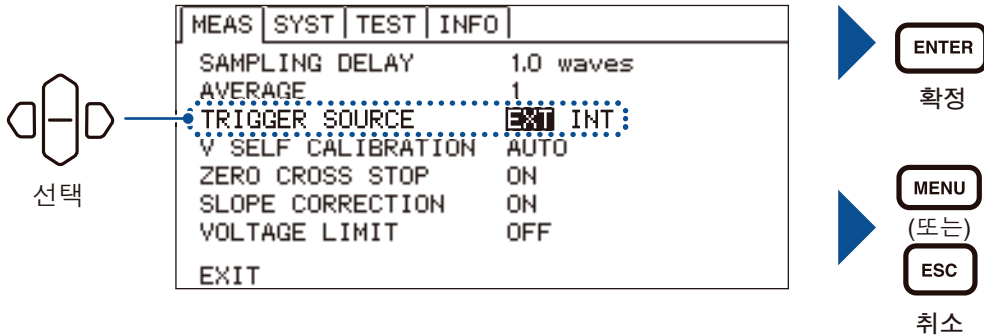 MEAS SYST TEST INFO
SAMPLING DELAY 1.0 waves
AVERAGE 1
TRIGGER SOURCE EXT INT
V SELF CALIBRATION AUTO
ZERO CROSS STOP ON
SLOPE CORRECTION ON
VOLTAGE LIMIT OFF
EXIT
선택
ENTER
확정
MENU
(또는)
ESC
취소